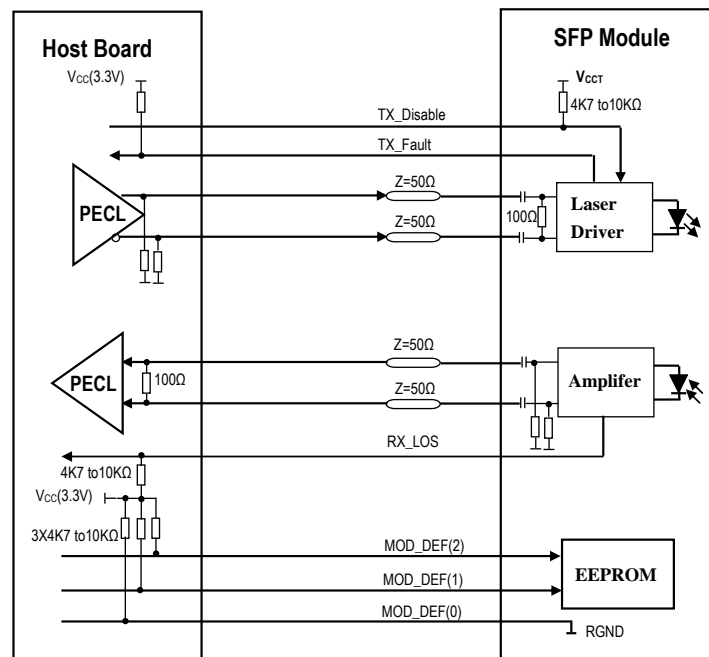 Host Board
SFP Module
VCC(3.3V)
VCCT
4K7 to10KΩ
TX_Disable
TX_Fault
Z=50Ω
PECL
Z=50Ω
100Ω
Laser
Driver
Z=50Ω
PECL
100Ω
Z=50Ω
Amplifer
RX_LOS
4K7 to10KΩ
VCC(3.3V)
3X4K7 to10KΩ
MOD_DEF(2)
EEPROM
MOD_DEF(1)
MOD_DEF(0)
RGND